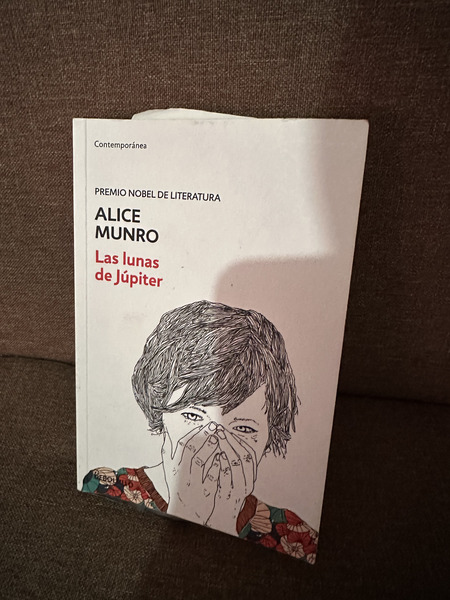 Contemporánea
PREMIO NOBEL DE LITERATURA
ALICE
MUNRO
Las lunas
de Júpiter